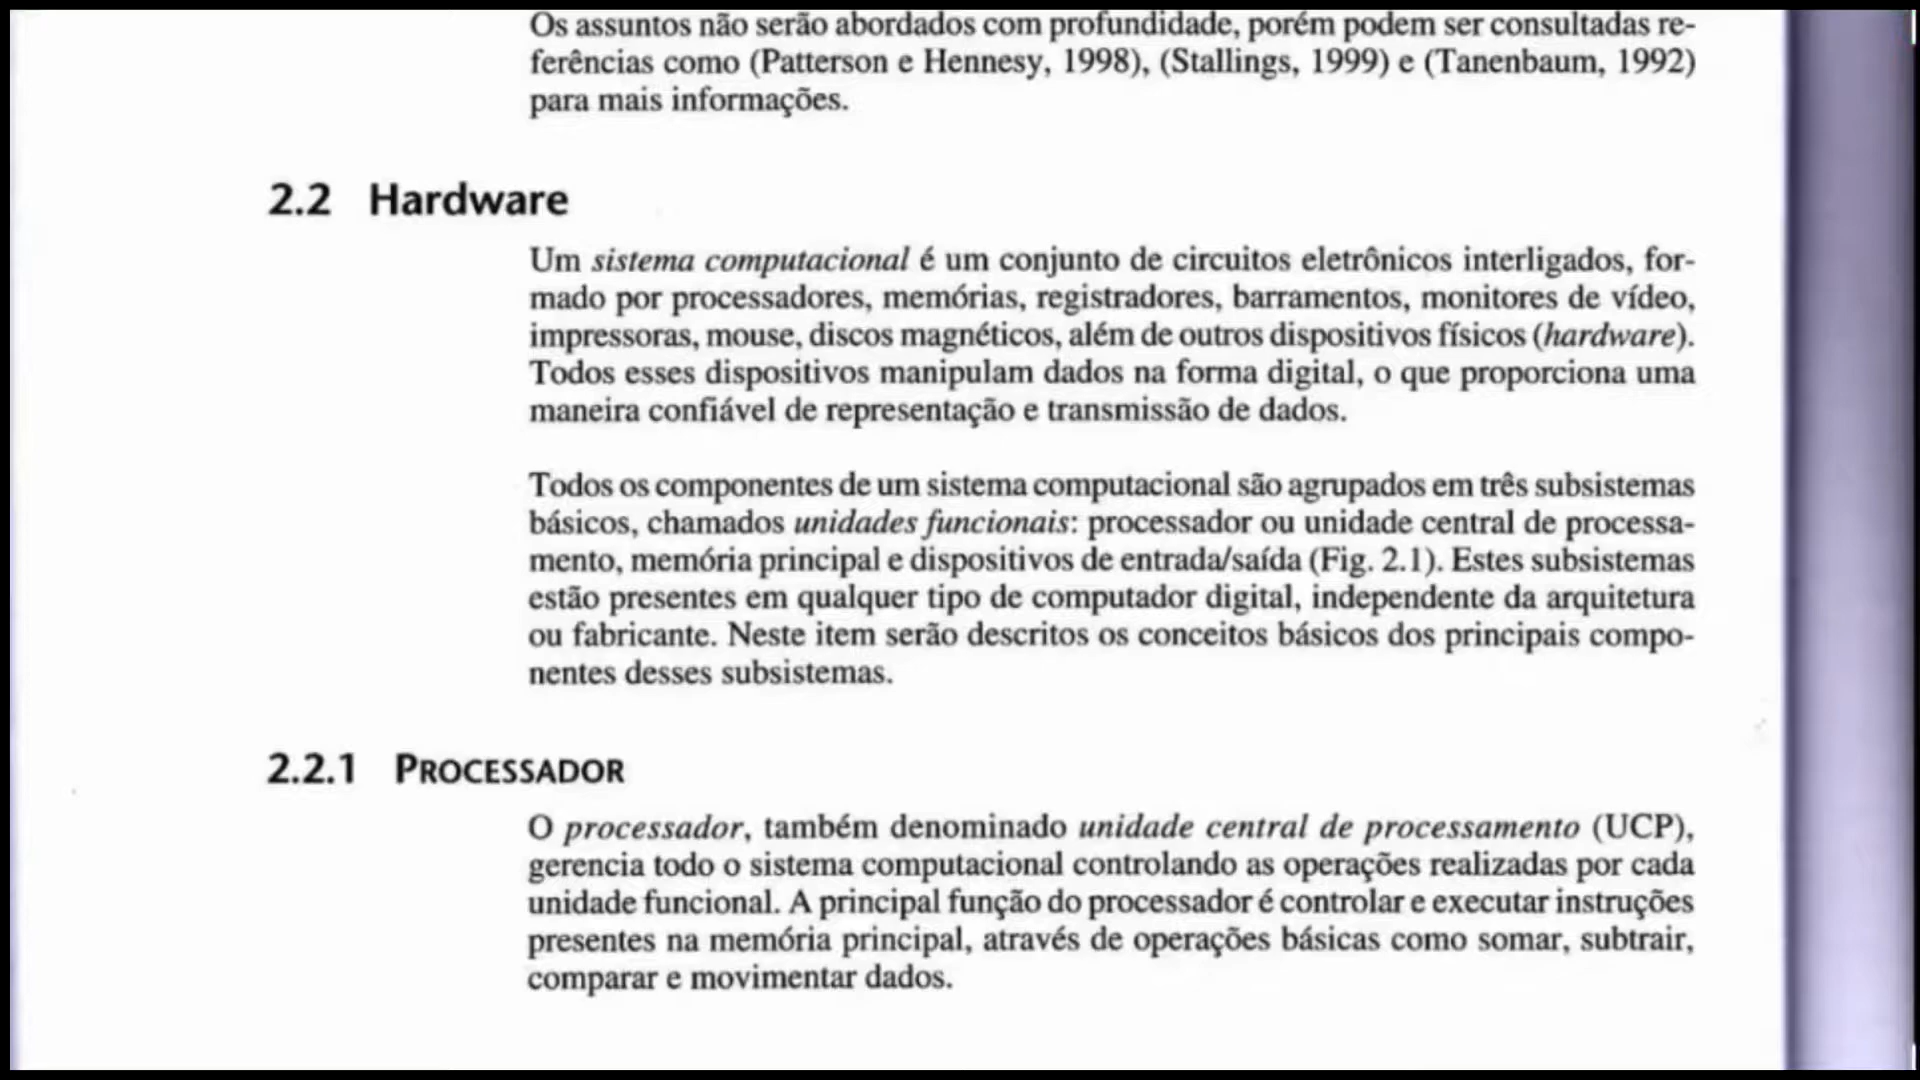 Os assuntos não serão abordados com profundidade, porém podem ser consultadas re-
ferências como (Patterson e Hennesy, 1998), (Stallings, 1999) e (Tanenbaum, 1992)
para mais informações.
2.2 Hardware
Um sistema computacional é um conjunto de circuitos eletrônicos interligados, for-
mado por processadores, memórias, registradores, barramentos, monitores de vídeo,
impressoras, mouse, discos magnéticos, além de outros dispositivos físicos (hardware).
Todos esses dispositivos manipulam dados na forma digital, o que proporciona uma
maneira confiável de representação e transmissão de dados.
Todos os componentes de um sistema computacional são agrupados em três subsistemas
básicos, chamados unidades funcionais: processador ou unidade central de processa-
mento, memória principal e dispositivos de entrada/saída (Fig. 2.1). Estes subsistemas
estão presentes em qualquer tipo de computador digital, independente da arquitetura
ou fabricante. Neste item serão descritos os conceitos básicos dos principais compo-
nentes desses subsistemas.
2.2.1 PROCESSADOR
O processador, também denominado unidade central de processamento (UCP),
gerencia todo o sistema computacional controlando as operações realizadas por cada
unidade funcional. A principal função do processador é controlar e executar instruções
presentes na memória principal, através de operações básicas como somar, subtrair,
comparar e movimentar dados.